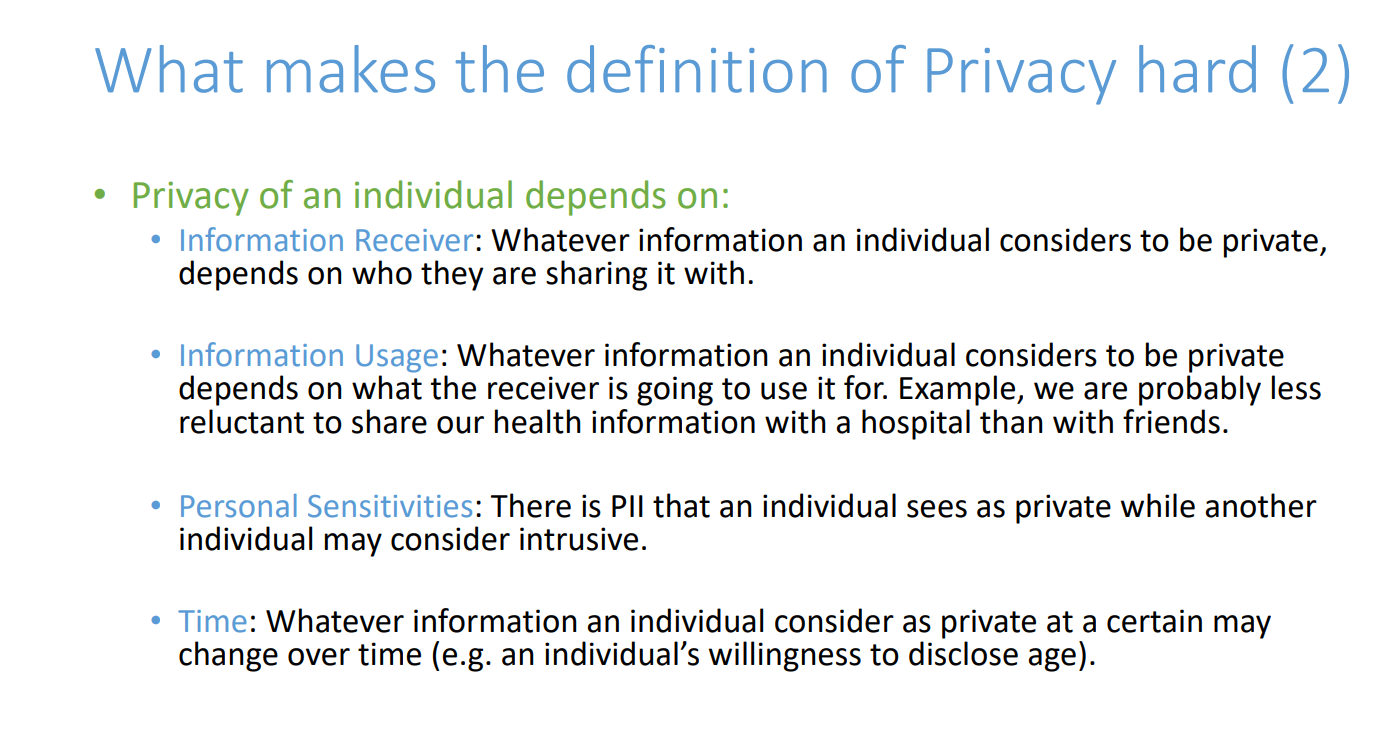 What makes the definition of Privacy hard (2)
• Privacy of an individual depends on:
• Information Receiver: Whatever information an individual considers to be private,
depends on who they are sharing it with.
• Information Usage: Whatever information an individual considers to be private
depends on what the receiver is going to use it for. Example, we are probably less
reluctant to share our health information with a hospital than with friends.
• Personal Sensitivities: There is PII that an individual sees as private while another
individual may consider intrusive.
• Time: Whatever information an individual consider as private at a certain may
change over time (e.g. an individual’s willingness to disclose age).